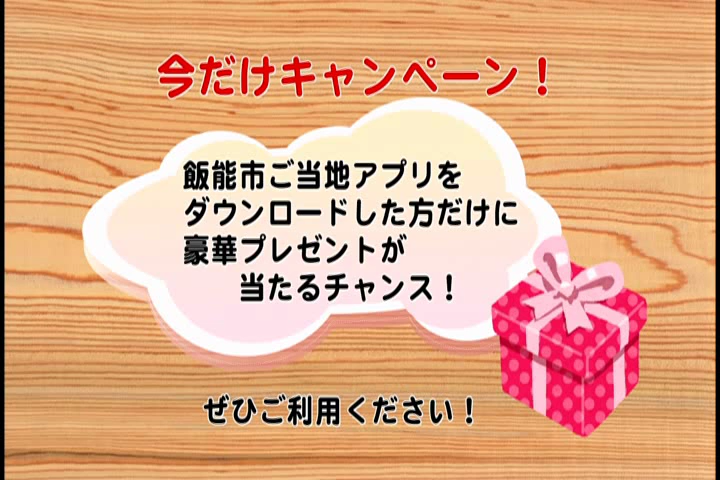 今だけキャンペーン！
飯能市ご当地アプリを
ダウンロードした方だけに
豪華プレゼントが
当たるチャンス！
ぜひご利用ください！